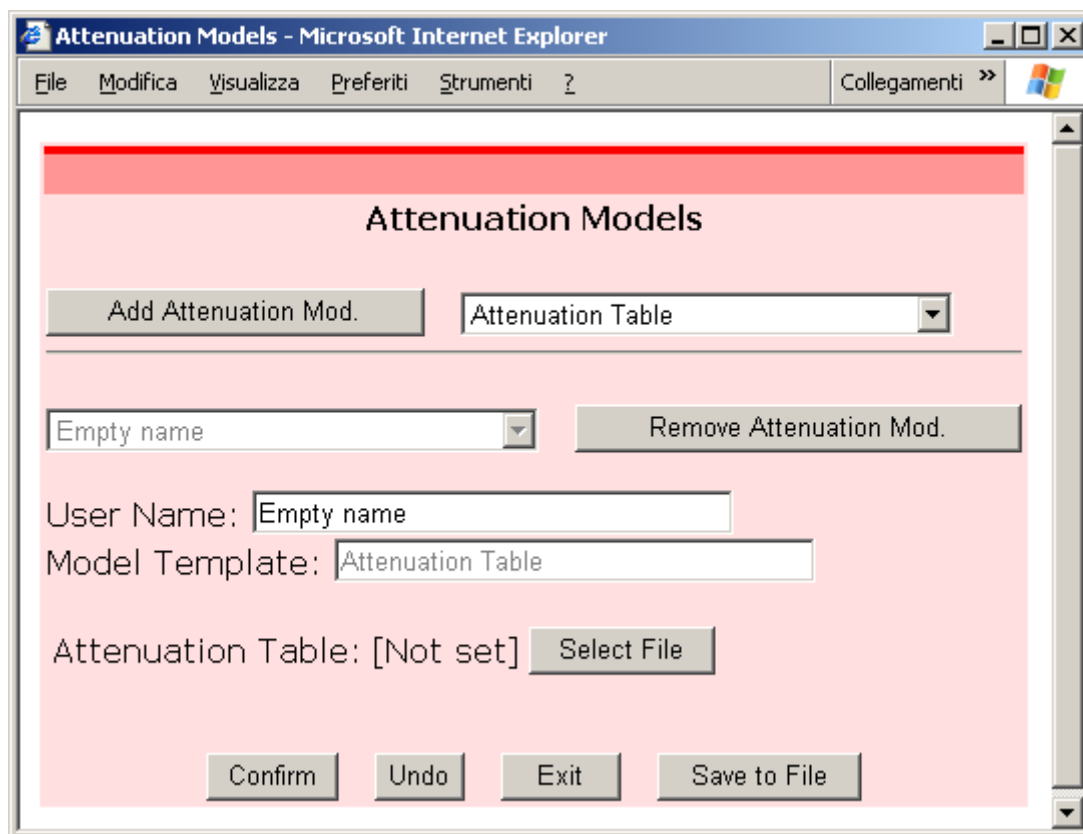 Attenuation Models - Microsoft Internet Explorer
File Modifica Visualizza Preferiti Strumenti ? Collegamenti »
Attenuation Models
Add Attenuation Mod. Attenuation Table
Empty name Remove Attenuation Mod.
User Name: Empty name
Model Template: Attenuation Table
Attenuation Table: [Not set] Select File
Confirm Undo Exit Save to File